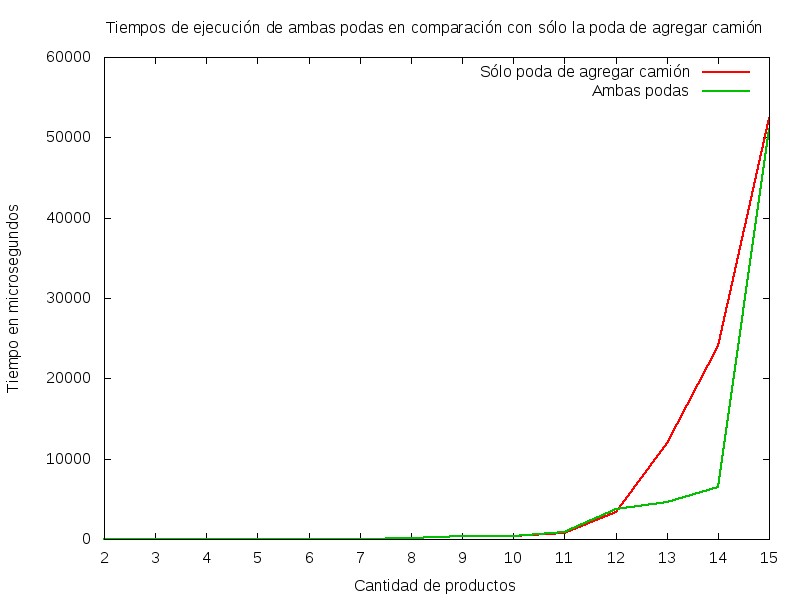 Tiempos de ejecución de ambas podas en comparación con sólo la poda de agregar camión
60000
50000
40000
30000
20000
10000
0
Tiempo en microsegundos
Sólo poda de agregar camión
Ambas podas
2 3 4 5 6 7 8 9 10 11 12 13 14 15
Cantidad de productos